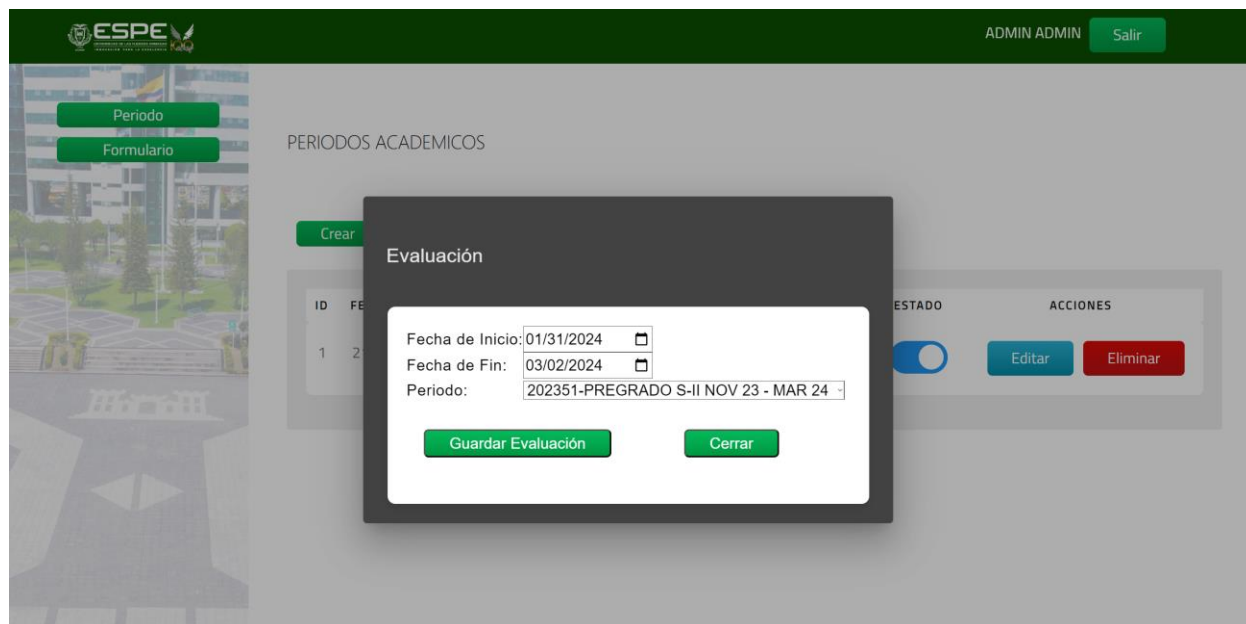 ESPE
ADMIN ADMIN
Salir
Periodo
Formulario
PERIODOS ACADEMICOS
Crear
Evaluación
ID FE
ESTADO
ACCIONES
Fecha de Inicio: 01/31/2024
Fecha de Fin: 03/02/2024
Periodo: 202351-PREGRADO S-II NOV 23 - MAR 24
1 2
Editar
Eliminar
Guardar Evaluación
Cerrar